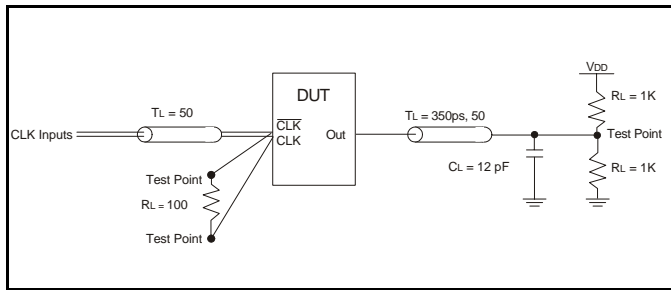 VDD
DUT
RL = 1K
TL = 50
TL = 350ps, 50
CLK
CLK Inputs
CLK
Out
Test Point
CL = 12 pF
Test Point
RL = 1K
RL = 100
Test Point